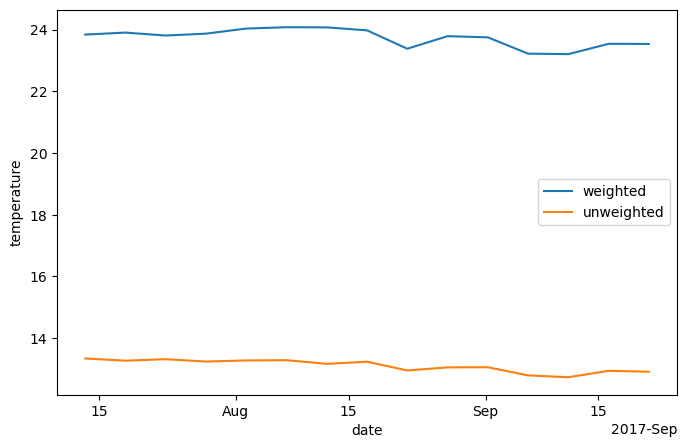 24
22
20
18
16
14
temperature
weighted
unweighted
15 Aug 15 Sep 15
date
2017-Sep